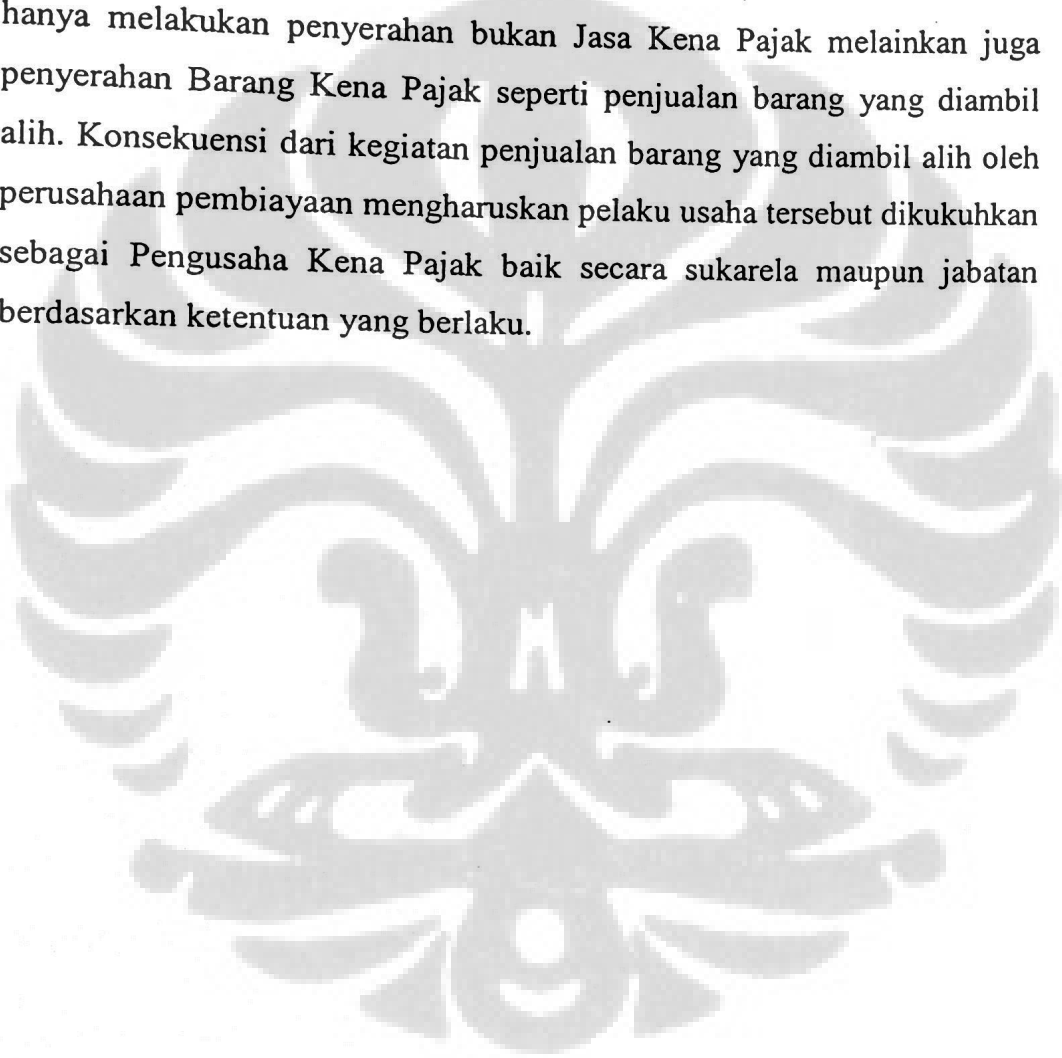 hanya melakukan penyerahan bukan Jasa Kena Pajak melainkan juga
penyerahan Barang Kena Pajak seperti penjualan barang yang diambil
alih. Konsekuensi dari kegiatan penjualan barang yang diambil alih oleh
perusahaan pembiayaan mengharuskan pelaku usaha tersebut dikukuhkan
sebagai Pengusaha Kena Pajak baik secara sukarela maupun jabatan
berdasarkan ketentuan yang berlaku.